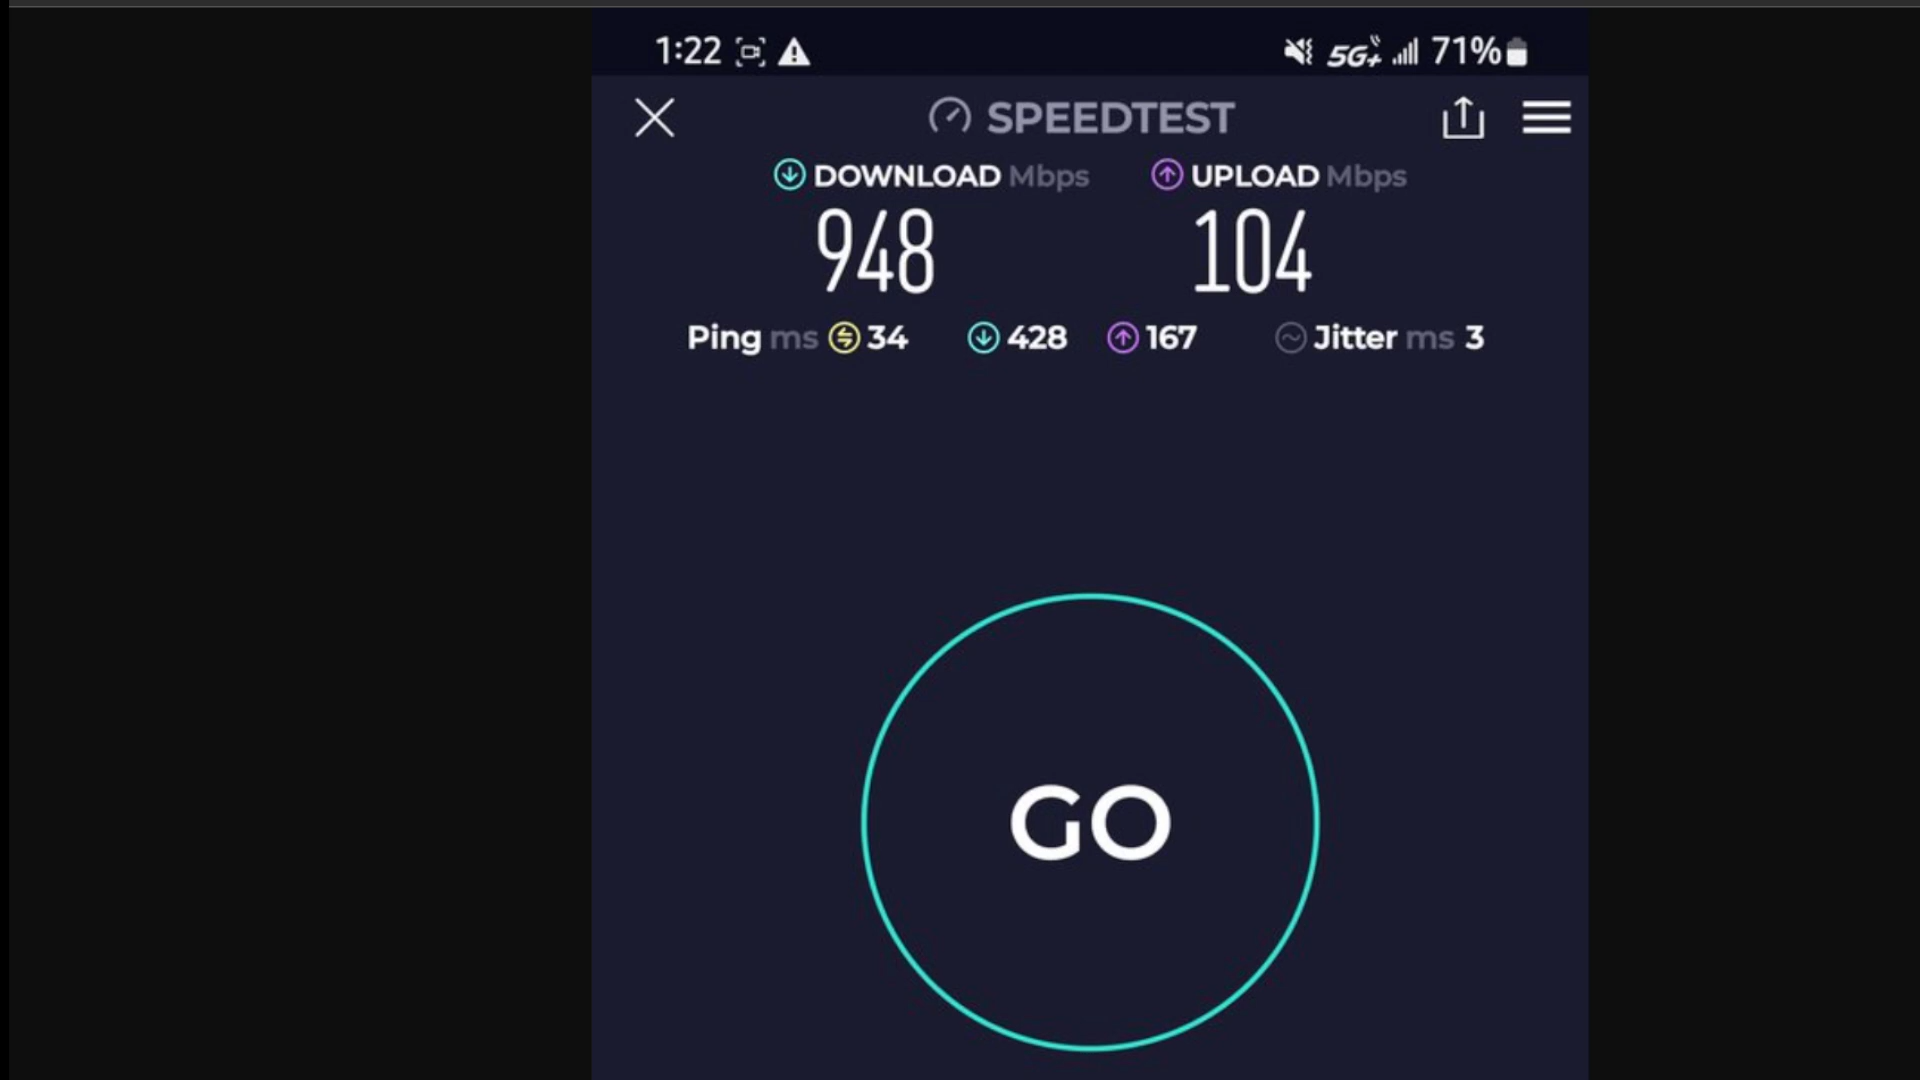 1:22 5G+ 71%
SPEEDTEST
DOWNLOAD Mbps UPLOAD Mbps
948 104
Ping ms 34 428 167 Jitter ms 3
GO